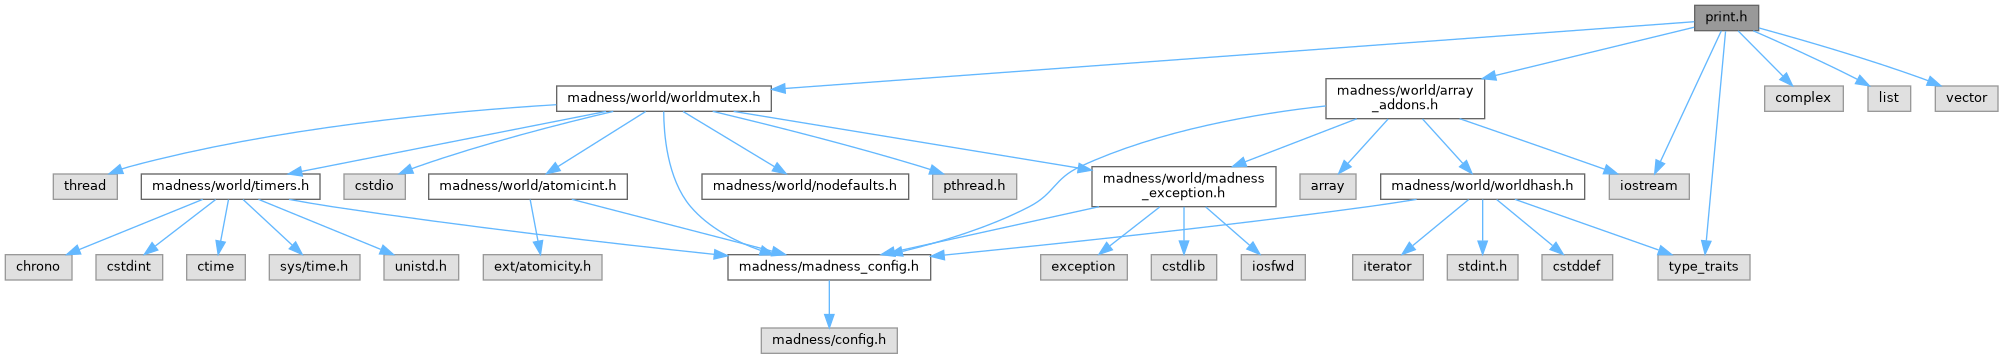 print.h
madness/world/worldmutex.h
madness/world/array
_addons.h
complex
list
vector
thread
madness/world/timers.h
cstdio
madness/world/atomicint.h
madness/world/nodefaults.h
pthread.h
madness/world/madness
_exception.h
array
madness/world/worldhash.h
iostream
chrono
cstdint
ctime
sys/time.h
unistd.h
ext/atomicity.h
madness/madness_config.h
exception
cstdlib
iosfwd
iterator
stdint.h
cstddef
type_traits
madness/config.h